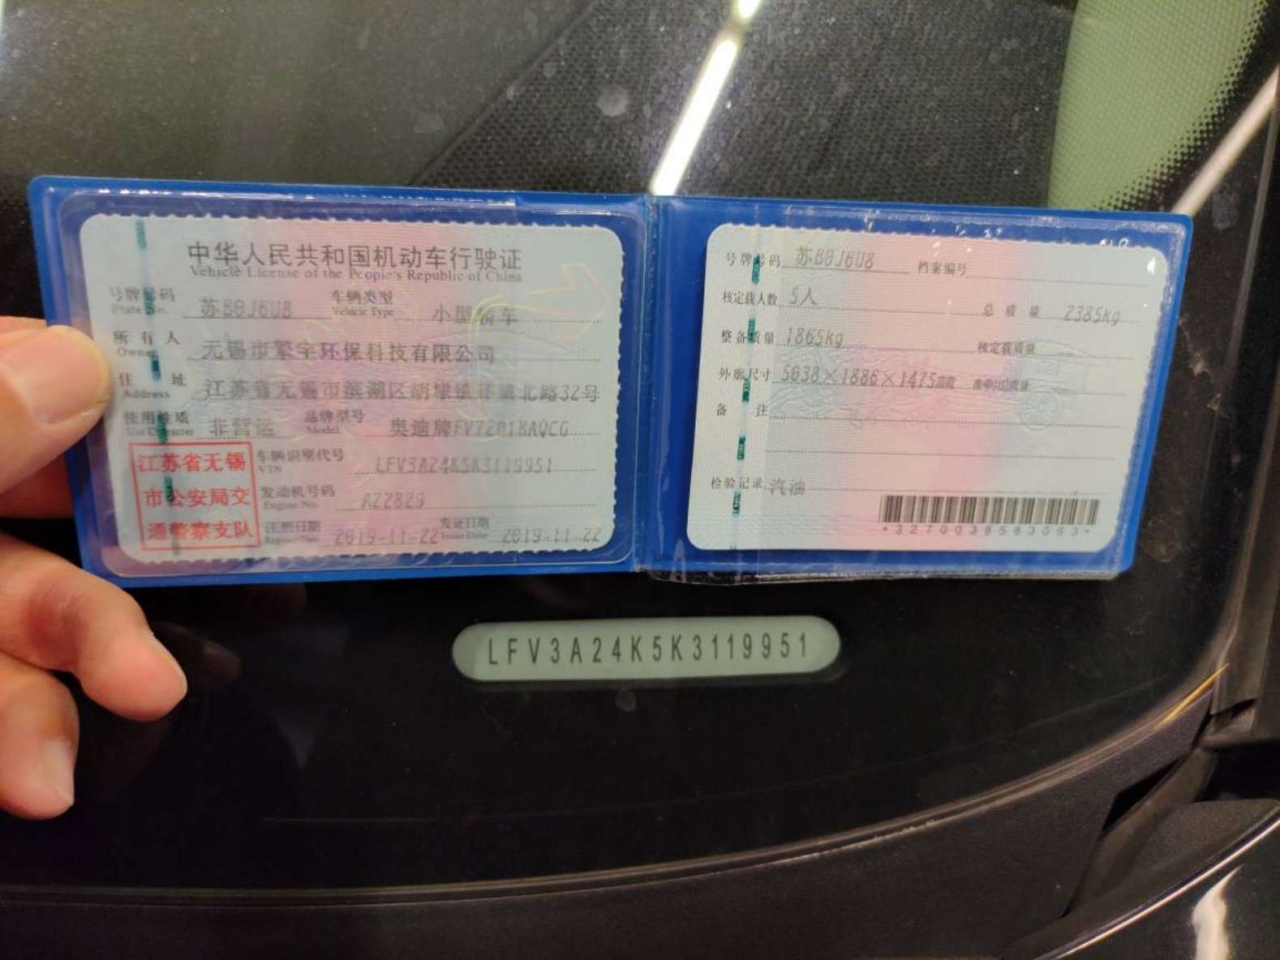 中华人民共和国机动车行驶证
Vehicle License of the People's Republic of China
号牌号码 苏B0J6U8 车辆类型 小型轿车
Plate No. Vehicle Type
所有人 无锡市繁宇环保科技有限公司
Owner
住址 江苏省无锡市滨湖区胡埭镇 北路32号
Address
使用性质 非营运 品牌型号 奥迪牌FV7201BAQCG
Use Character Model
江苏省无锡
市公安局交
通警察支队
车辆识别代号 LFV3A24K5K3119951
VIN
发动机号码 A22829
Engine No.
注册日期 2019-11-22 发证日期 2019-11-22
Register Date Issue Date
号牌号码 苏B0J6U8 档案编号
核定载人数 5人 总质量 2385kg
整备质量 1865kg 核定载质量
外廓尺寸 5038×1886×1475mm 准牵引总质量
备注
检验记录 汽油
*3270038583063*
LFV3A24K5K3119951